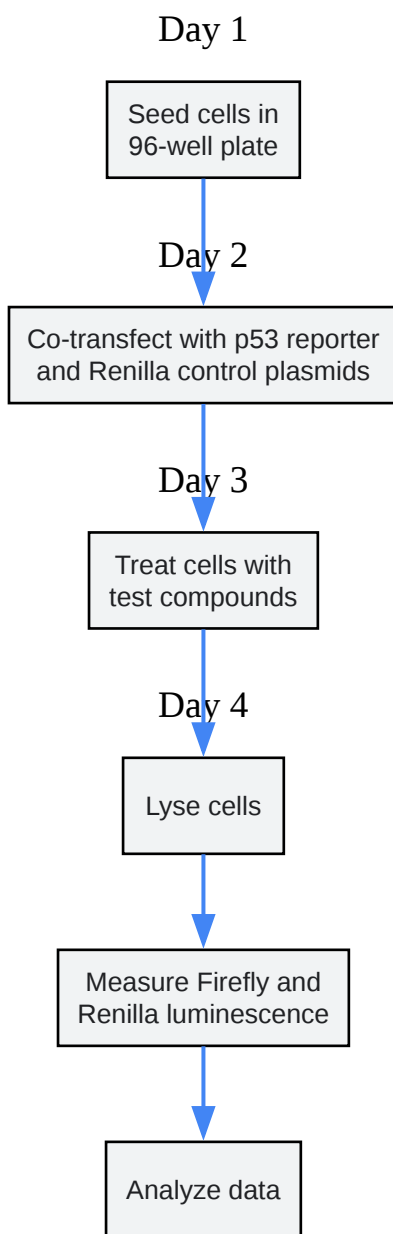 Day 1
Seed cells in
96-well plate
Day 2
Co-transfect with p53 reporter
and Renilla control plasmids
Day 3
Treat cells with
test compounds
Day 4
Lyse cells
Measure Firefly and
Renilla luminescence
Analyze data